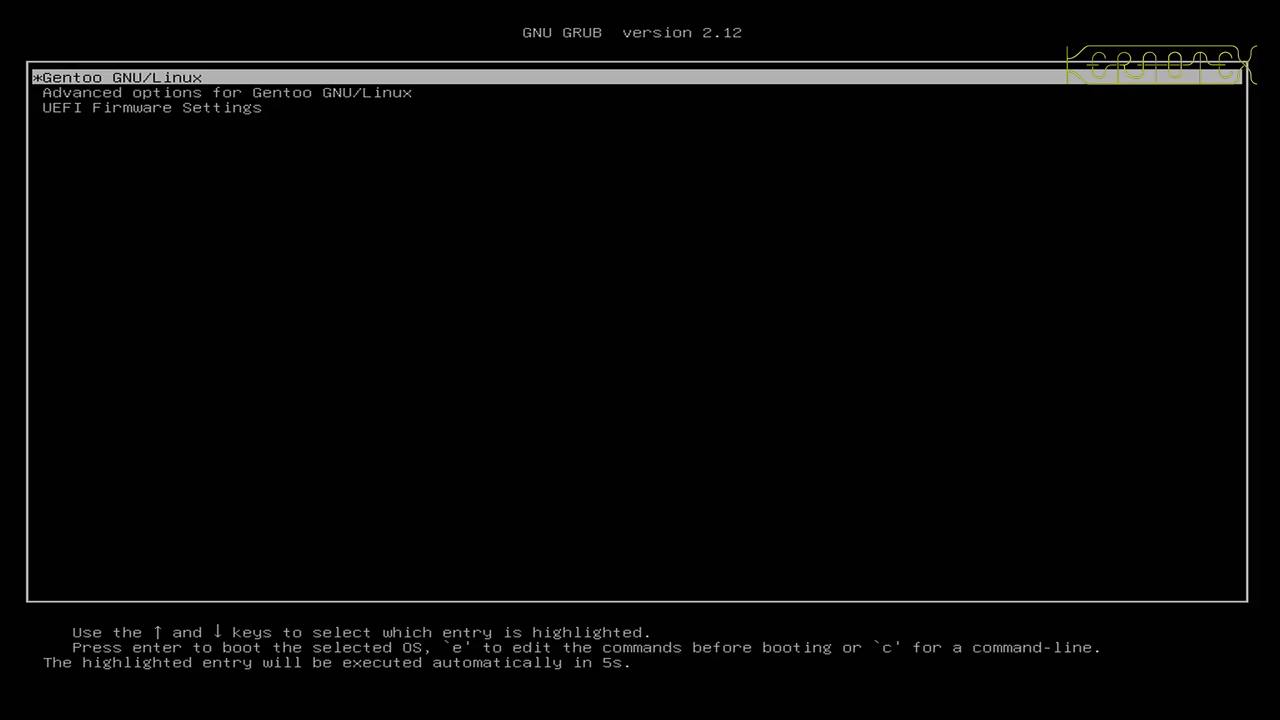 GNU GRUB  version 2.12
KERNOTEX
*Gentoo GNU/Linux
Advanced options for Gentoo GNU/Linux
UEFI Firmware Settings
Use the ↑ and ↓ keys to select which entry is highlighted.
Press enter to boot the selected OS, `e' to edit the commands before booting or `c' for a command-line.
The highlighted entry will be executed automatically in 5s.